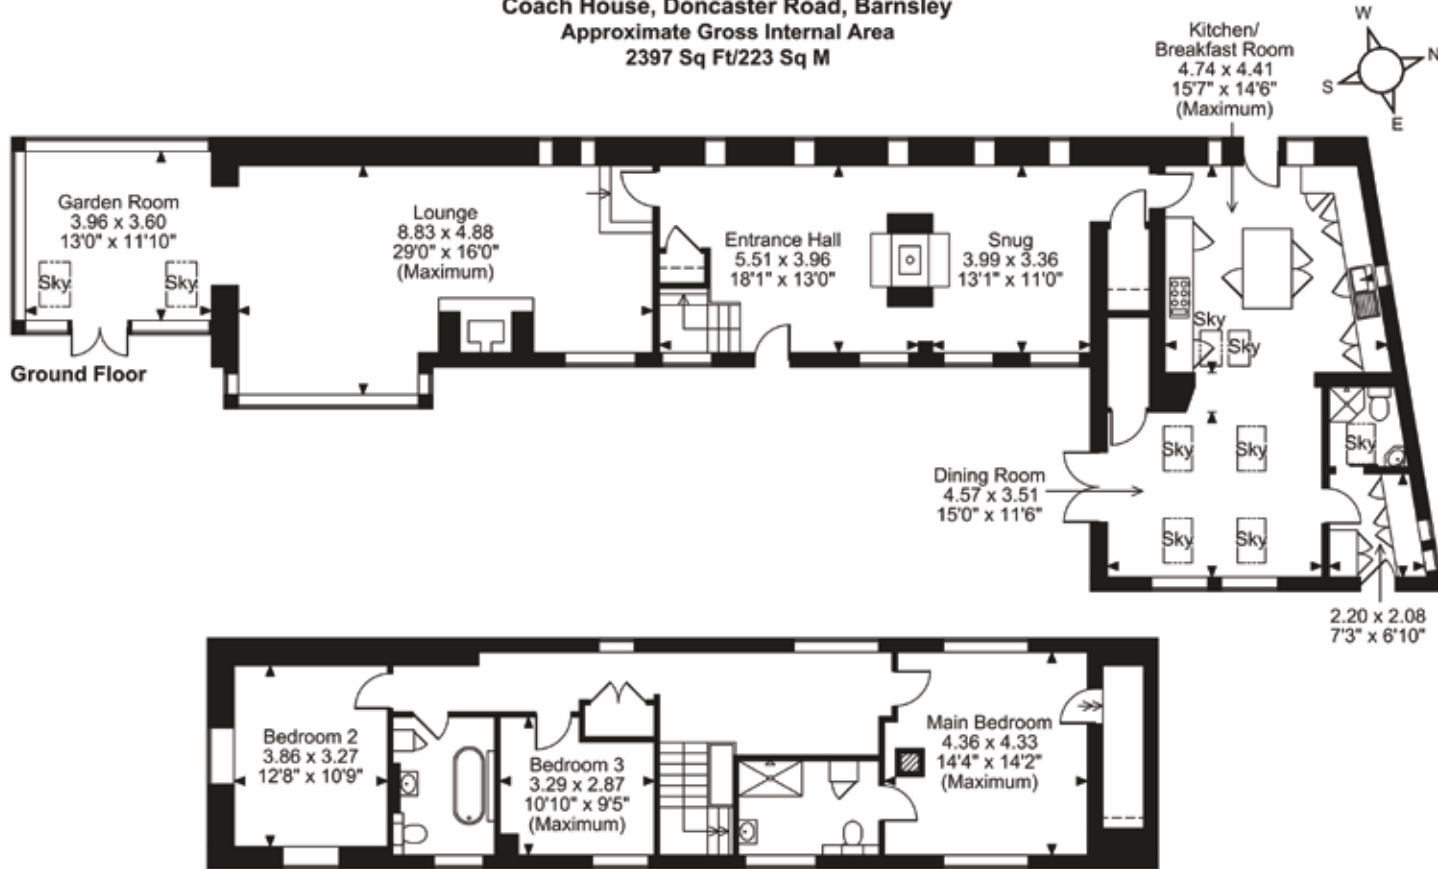 Coach House, Doncaster Road, Barnsley
Approximate Gross Internal Area
2397 Sq Ft/223 Sq M
W
N
S
E
Kitchen/
Breakfast Room
4.74 x 4.41
15'7" x 14'6"
(Maximum)
Garden Room
3.96 x 3.60
13'0" x 11'10"
Sky
Sky
Lounge
8.83 x 4.88
29'0" x 16'0"
(Maximum)
Entrance Hall
5.51 x 3.96
18'1" x 13'0"
Snug
3.99 x 3.36
13'1" x 11'0"
Sky
Sky
Ground Floor
Dining Room
4.57 x 3.51
15'0" x 11'6"
Sky
Sky
Sky
Sky
Sky
2.20 x 2.08
7'3" x 6'10"
Bedroom 2
3.86 x 3.27
12'8" x 10'9"
Bedroom 3
3.29 x 2.87
10'10" x 9'5"
(Maximum)
Main Bedroom
4.36 x 4.33
14'4" x 14'2"
(Maximum)